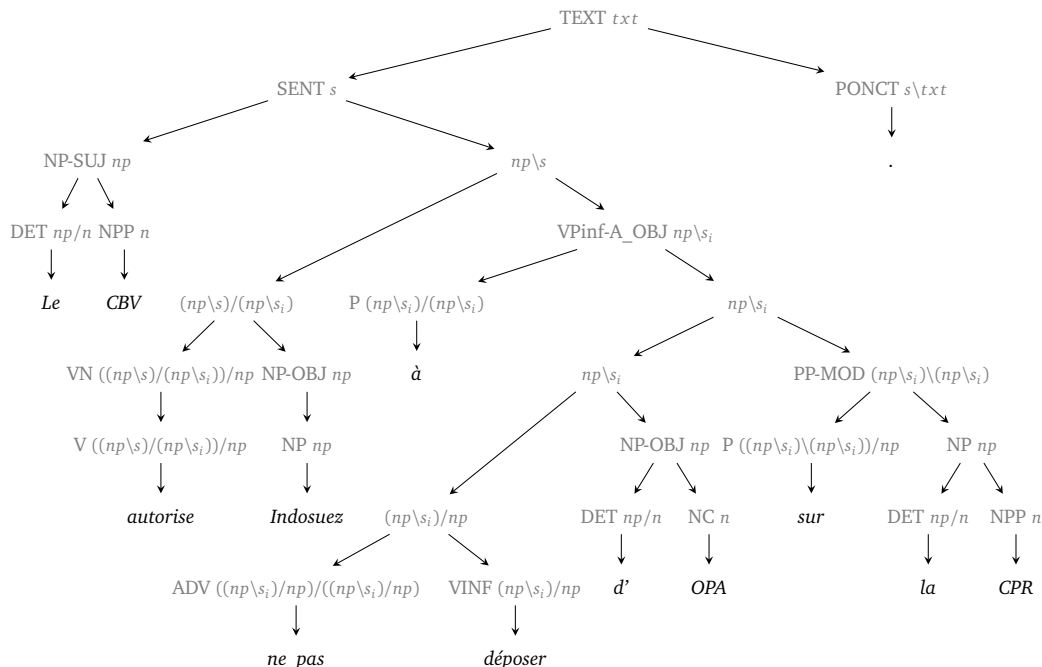 TEXT txt
SENT s PONCT s\txt
NP-SUJ np np\s .
DET np/n NPP n VPinf-A_OBJ np\s_i
Le CBV (np\s)/(np\s_i) P (np\s_i)/(np\s_i) np\s_i
VN ((np\s)/(np\s_i))/np NP-OBJ np à np\s_i PP-MOD (np\s_i)\(np\s_i)
V ((np\s)/(np\s_i))/np NP np NP-OBJ np P ((np\s_i)\(np\s_i))/np NP np
autorise Indosuez (np\s_i)/np DET np/n NC n sur DET np/n NPP n
ADV ((np\s_i)/np)/((np\s_i)/np) VINF (np\s_i)/np d' OPA la CPR
ne pas déposer